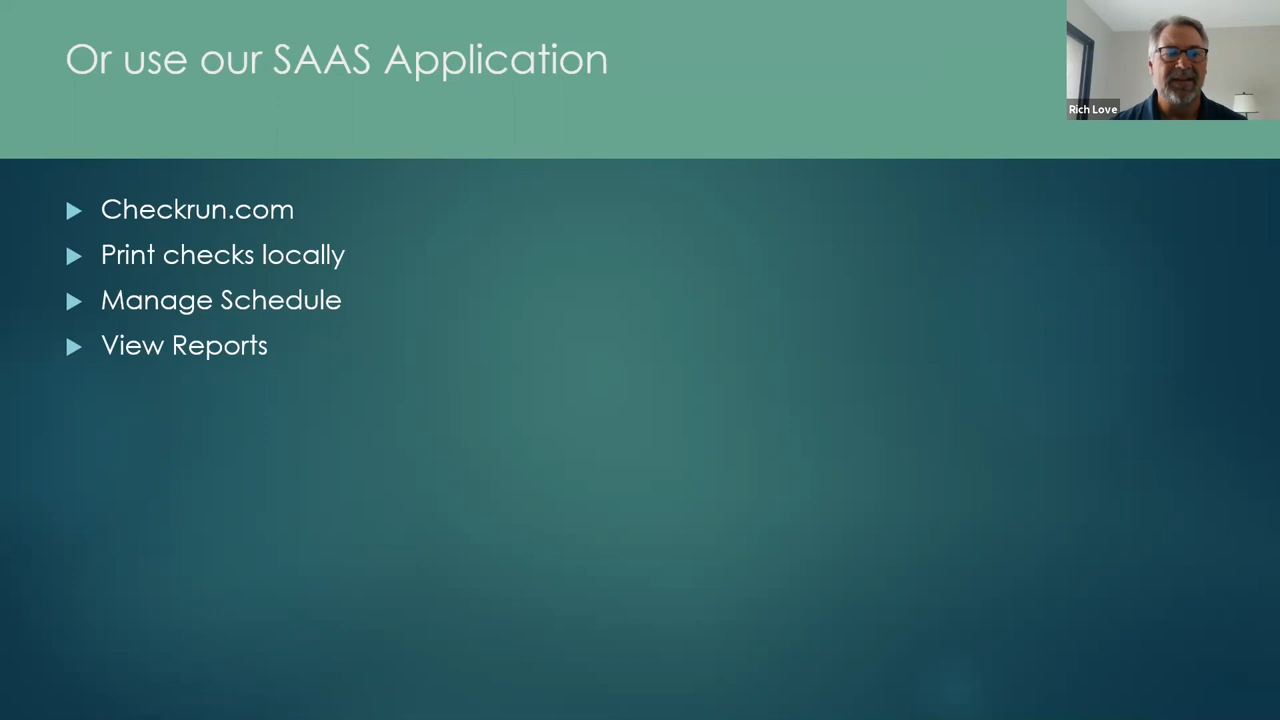 Or use our SAAS Application
Rich Love
Checkrun.com
Print checks locally
Manage Schedule
View Reports